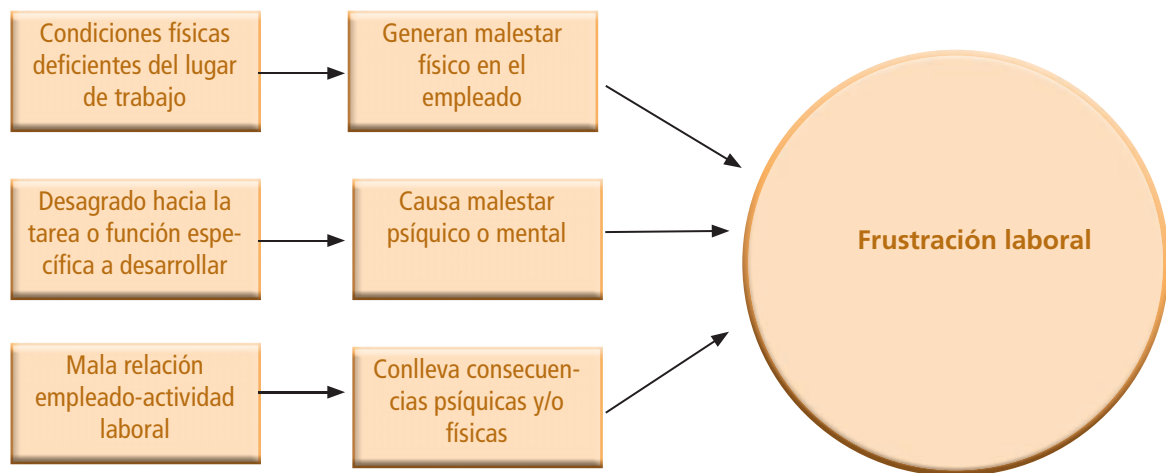 Condiciones físicas
deficientes del lugar
de trabajo
Generan malestar
físico en el
empleado
Desagrado hacia la
tarea o función espe-
cífica a desarrollar
Causa malestar
psíquico o mental
Mala relación
empleado-actividad
laboral
Conlleva consecuen-
cias psíquicas y/o
físicas
Frustración laboral